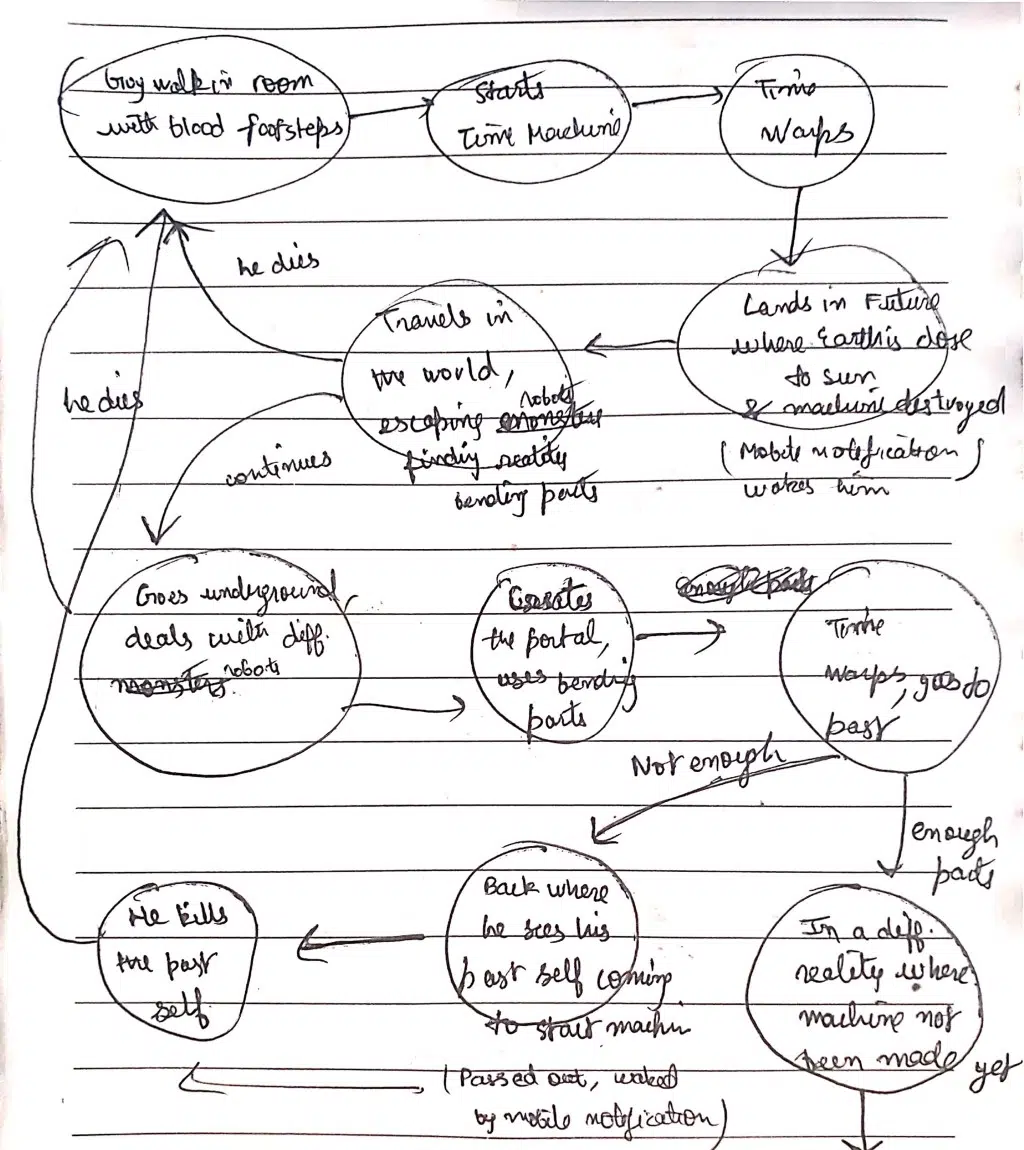 Guy walk in room
with blood footsteps
Starts
Time Machine
Time
Warps
he dies
Travels in
the world,
escaping monsters robots
finding reality
bending parts
Lands in Future
where Earth is close
to sun
& machine destroyed
(Mobile notification)
wakes him
he dies
continues
Goes underground
deals with diff.
monsters robots
Creates
the portal,
uses bending
parts
enough parts
Time
Warps, goes to
past
Not enough
enough
parts
He kills
the past
self
Back where
he sees his
past self coming
to start machin
(Passed out, waked
by mobile notification)
In a diff.
reality where
machine not
been made yet